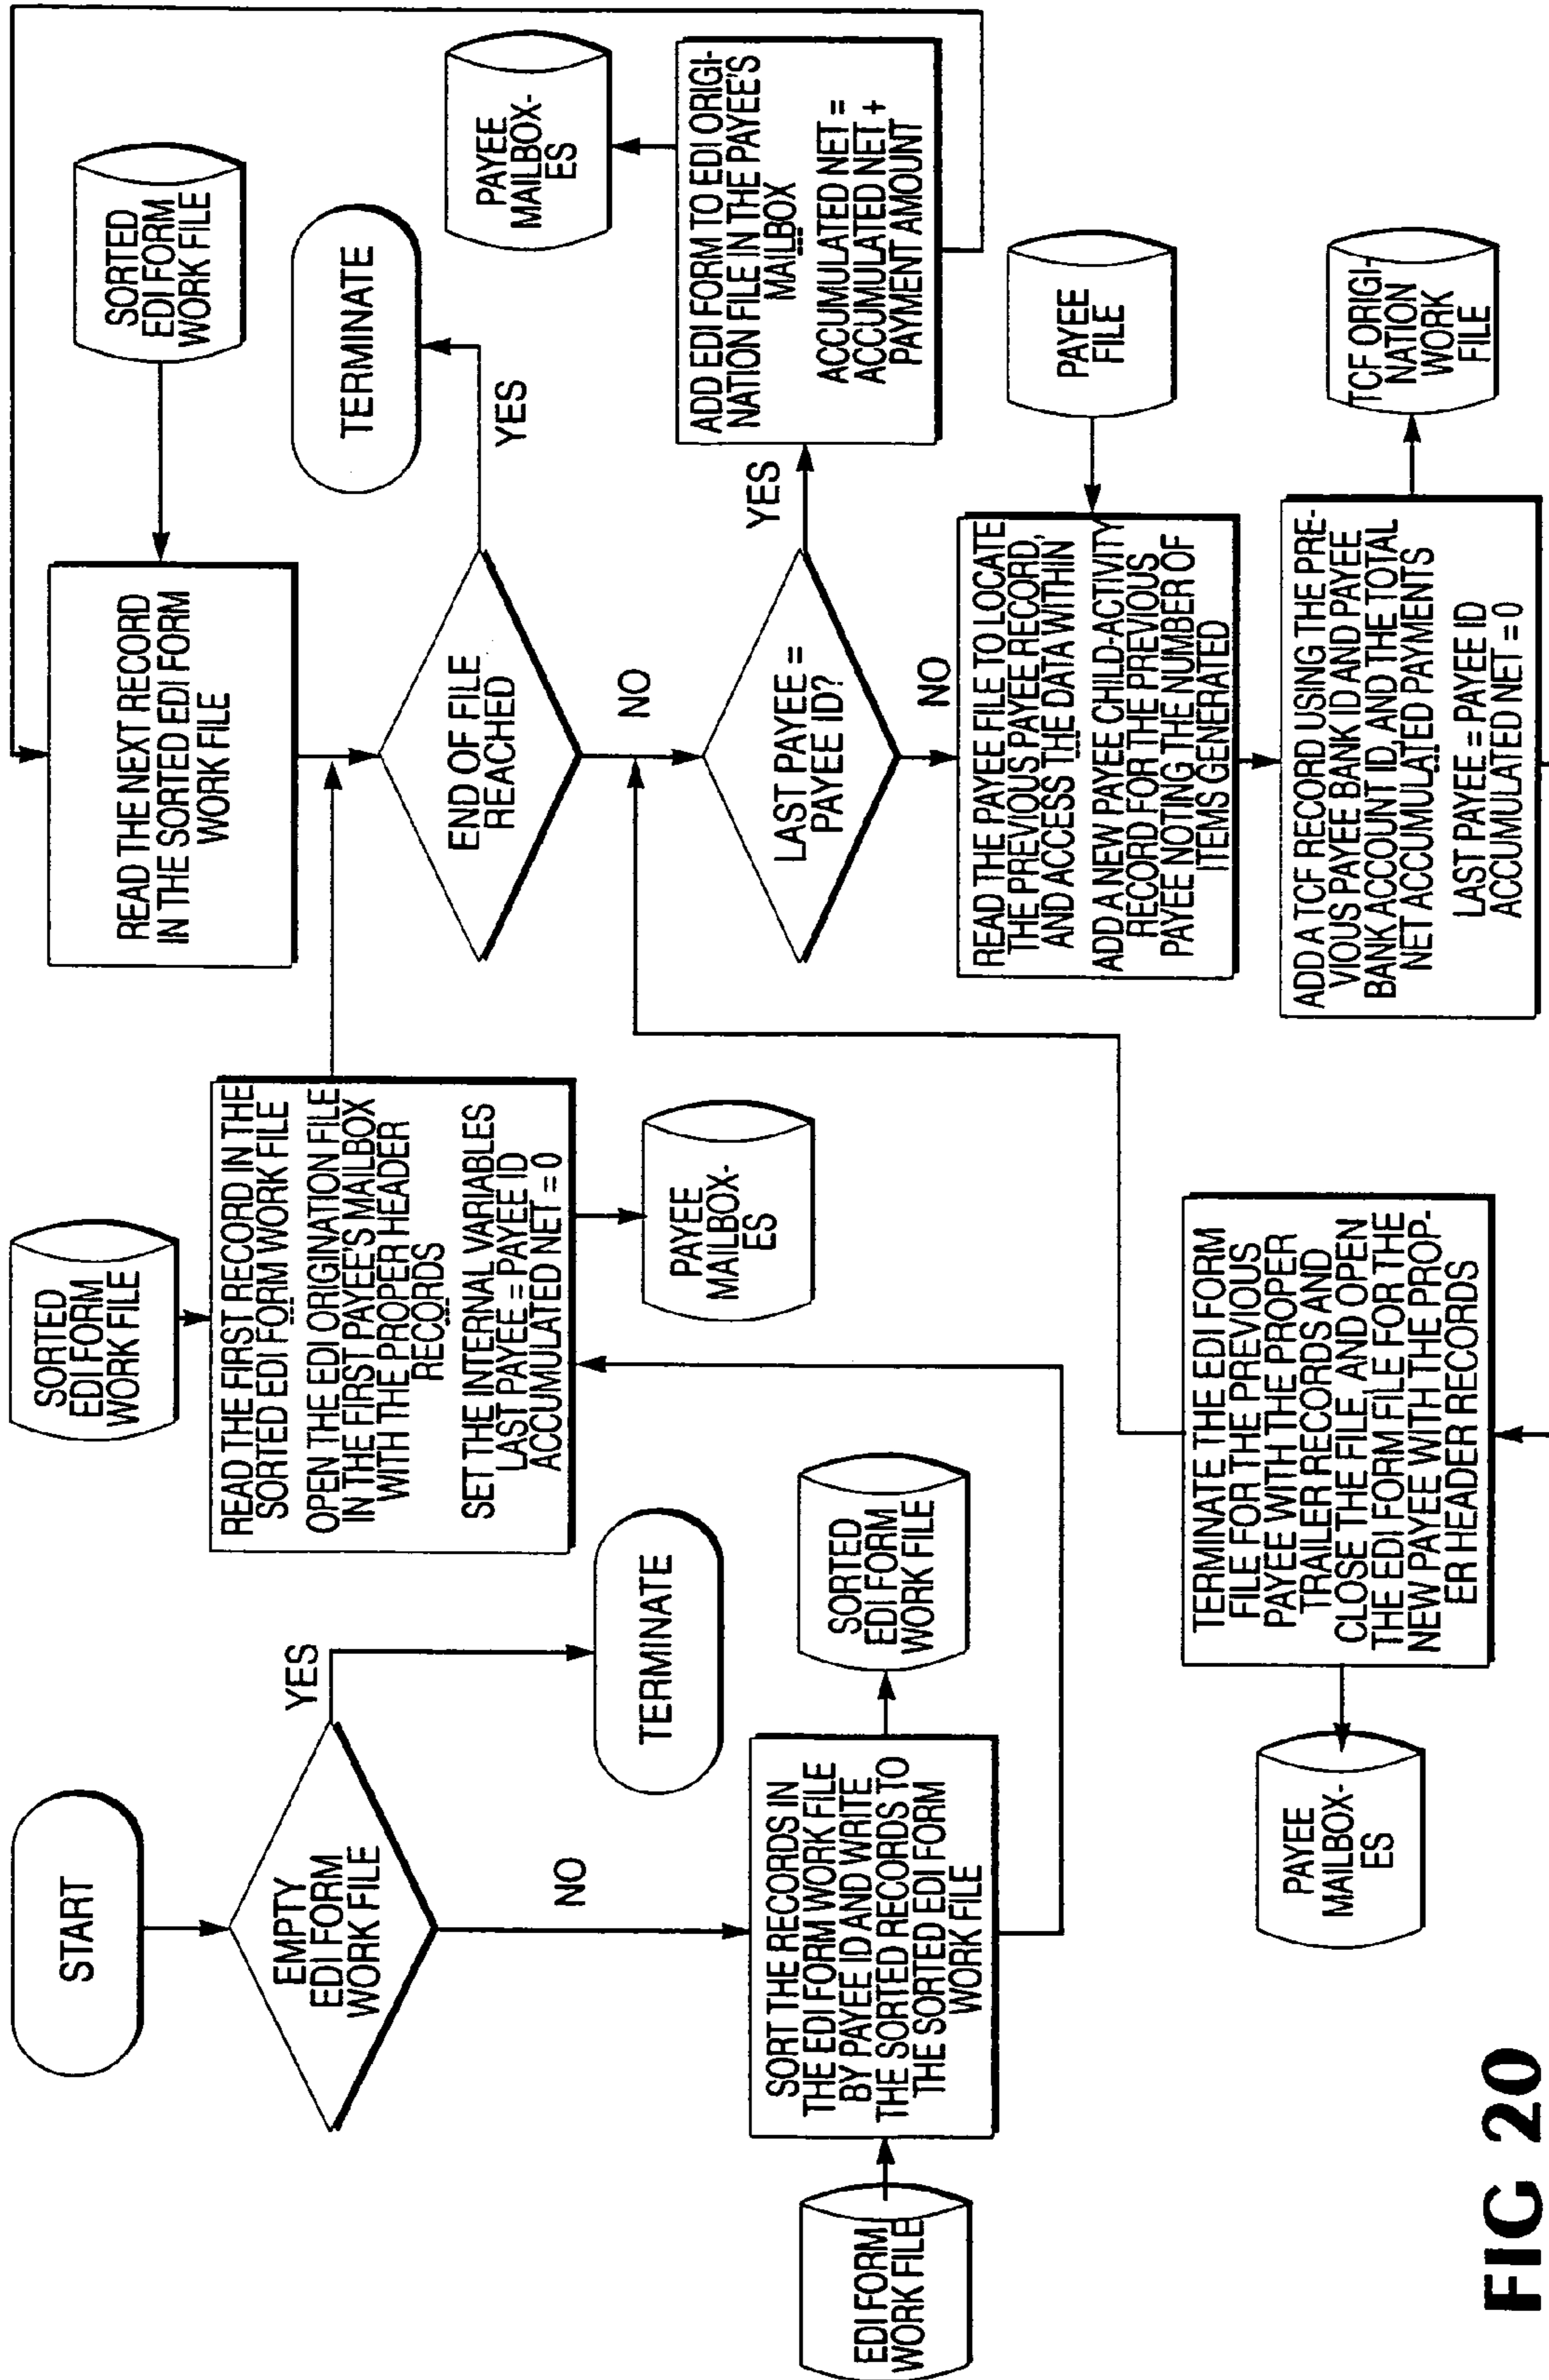 START
EMPTY
EDI FORM
WORK FILE
YES
TERMINATE
NO
EDI FORM
WORK FILE
SORT THE RECORDS IN
THE EDI FORM WORK FILE
BY PAYEE ID AND WRITE
THE SORTED RECORDS TO
THE SORTED EDI FORM
WORK FILE
SORTED
EDI FORM
WORK FILE
SORTED
EDI FORM
WORK FILE
READ THE FIRST RECORD IN THE
SORTED EDI FORM WORK FILE
OPEN THE EDI ORIGINATION FILE
IN THE FIRST PAYEE'S MAILBOX
WITH THE PROPER HEADER
RECORDS
SET THE INTERNAL VARIABLES
LAST PAYEE = PAYEE ID
ACCUMULATED NET = 0
PAYEE
MAILBOX-
ES
READ THE NEXT RECORD
IN THE SORTED EDI FORM
WORK FILE
SORTED
EDI FORM
WORK FILE
END OF FILE
REACHED
YES
TERMINATE
NO
LAST PAYEE =
PAYEE ID?
YES
ADD EDI FORM TO EDI ORIGI-
NATION FILE IN THE PAYEE'S
MAILBOX
ACCUMULATED NET =
ACCUMULATED NET +
PAYMENT AMOUNT
PAYEE
MAILBOX-
ES
NO
READ THE PAYEE FILE TO LOCATE
THE PREVIOUS PAYEE RECORD,
AND ACCESS THE DATA WITHIN
ADD A NEW PAYEE CHILD-ACTIVITY
RECORD FOR THE PREVIOUS
PAYEE NOTING THE NUMBER OF
ITEMS GENERATED
PAYEE
FILE
ADD A TCF RECORD USING THE PRE-
VIOUS PAYEE BANK ID AND PAYEE
BANK ACCOUNT ID, AND THE TOTAL
NET ACCUMULATED PAYMENTS
LAST PAYEE = PAYEE ID
ACCUMULATED NET = 0
TCF ORIGI-
NATION
WORK
FILE
TERMINATE THE EDI FORM
FILE FOR THE PREVIOUS
PAYEE WITH THE PROPER
TRAILER RECORDS AND
CLOSE THE FILE, AND OPEN
THE EDI FORM FILE FOR THE
NEW PAYEE WITH THE PROP-
ER HEADER RECORDS
PAYEE
MAILBOX-
ES
FIG 20